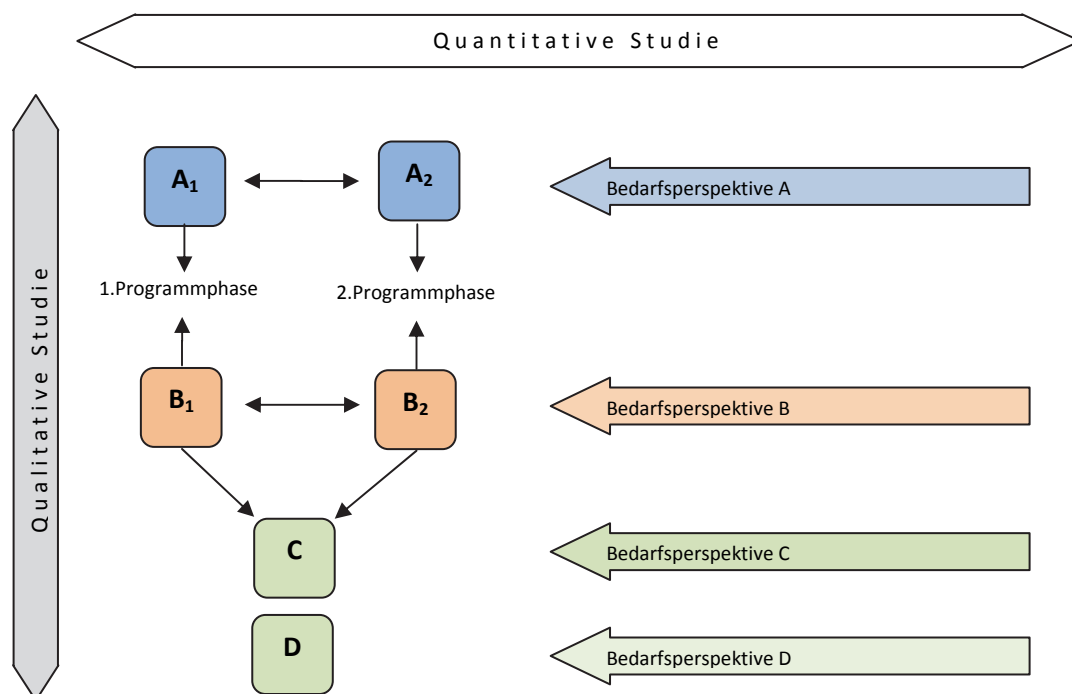 Quantitative Studie
Qualitative Studie
A₁
A₂
Bedarfsperspektive A
1.Programmphase
2.Programmphase
B₁
B₂
Bedarfsperspektive B
C
Bedarfsperspektive C
D
Bedarfsperspektive D